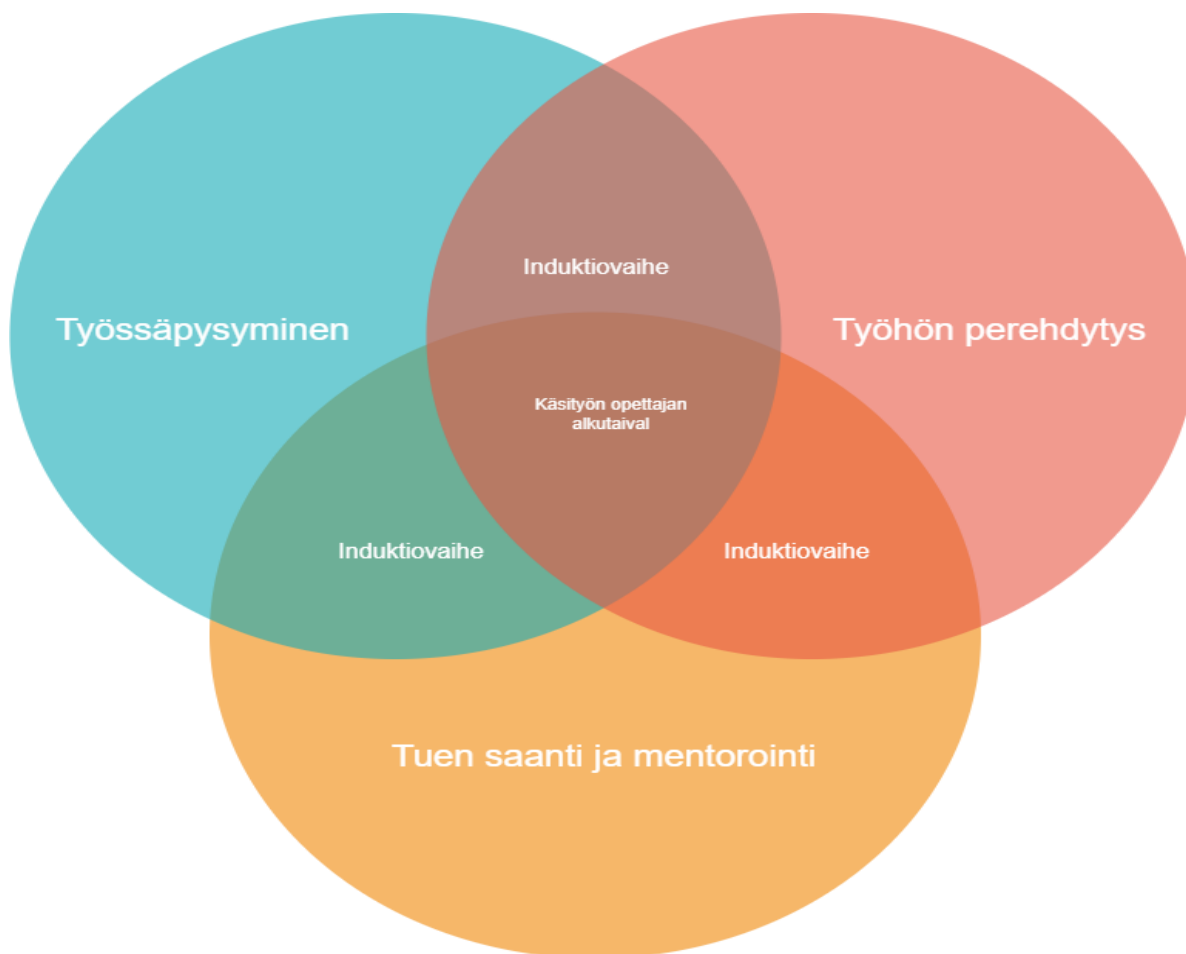 Induktiovaihe
Työssäpysyminen
Työhön perehdytys
Käsityön opettajan
alkutaival
Induktiovaihe
Induktiovaihe
Tuen saanti ja mentorointi